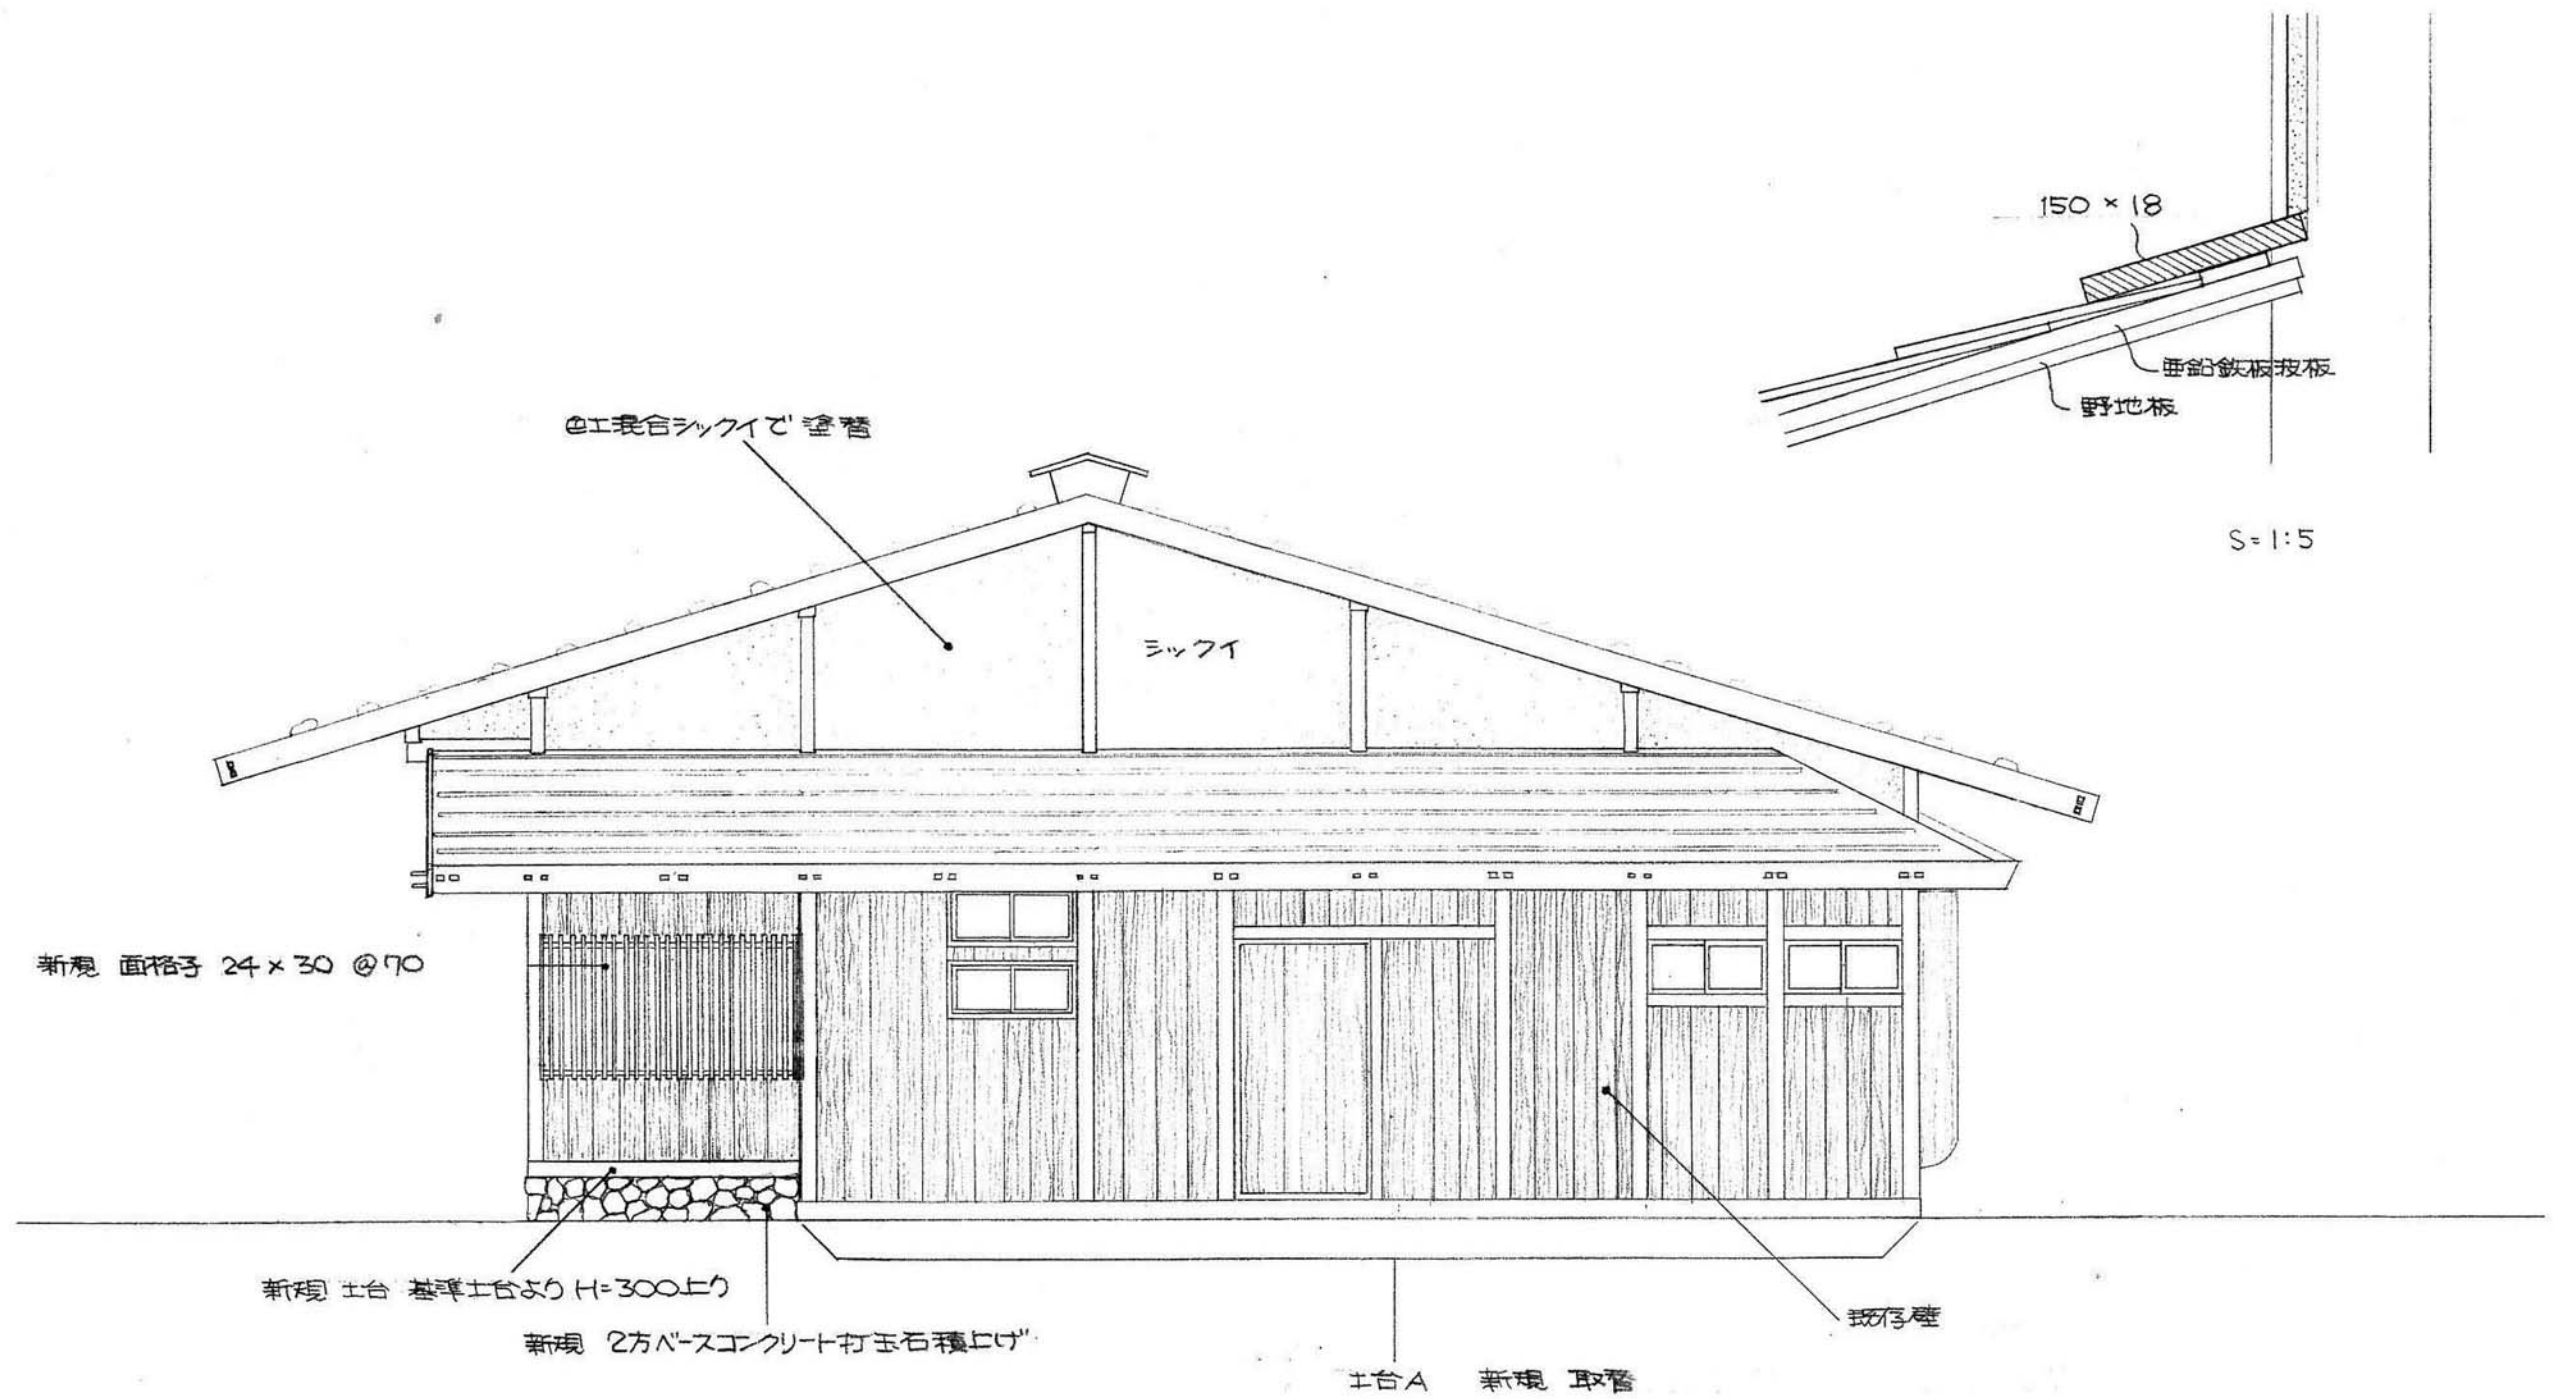 150 × 18
亜鉛鉄板波板
野地板
S=1:5
色土混合シックイで塗替
シックイ
新規 面格子 24×30 @70
新規 土台 基準土台より H=300上り
新規 2方ベースコンクリート打玉石積上げ
既存壁
土台A 新規 取替